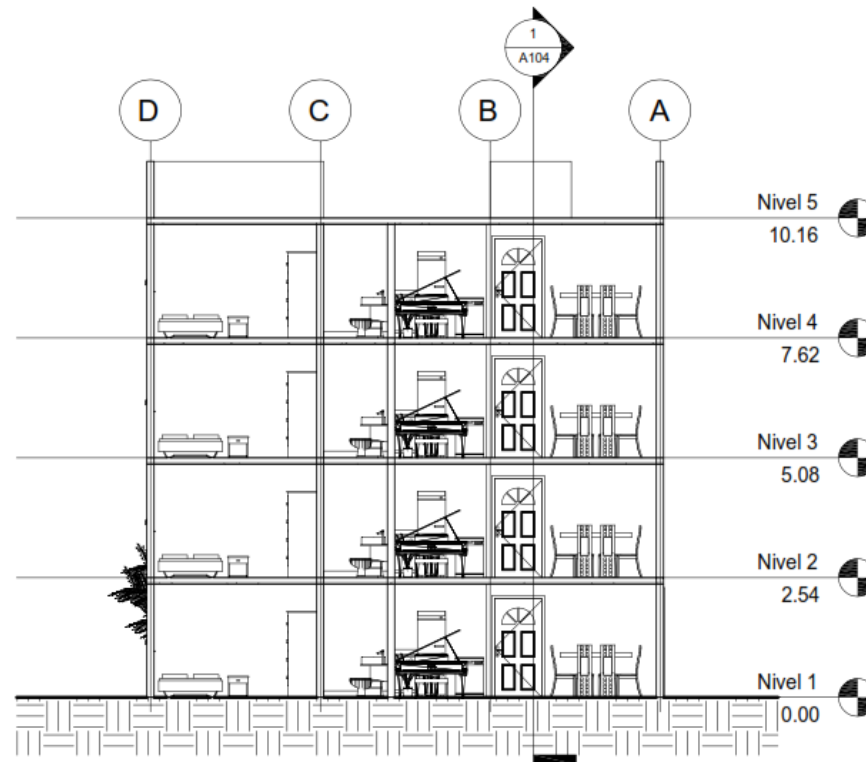 1
A104
D
C
B
A
Nivel 5
10.16
Nivel 4
7.62
Nivel 3
5.08
Nivel 2
2.54
Nivel 1
0.00